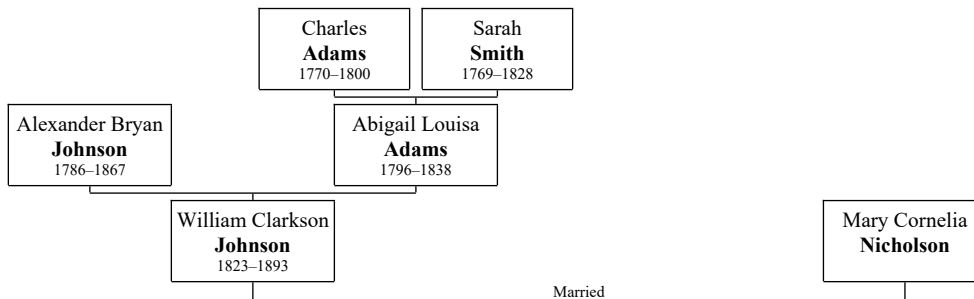 Charles
Adams
1770–1800
Sarah
Smith
1769–1828
Alexander Bryan
Johnson
1786–1867
Abigail Louisa
Adams
1796–1838
William Clarkson
Johnson
1823–1893
Mary Cornelia
Nicholson
Married